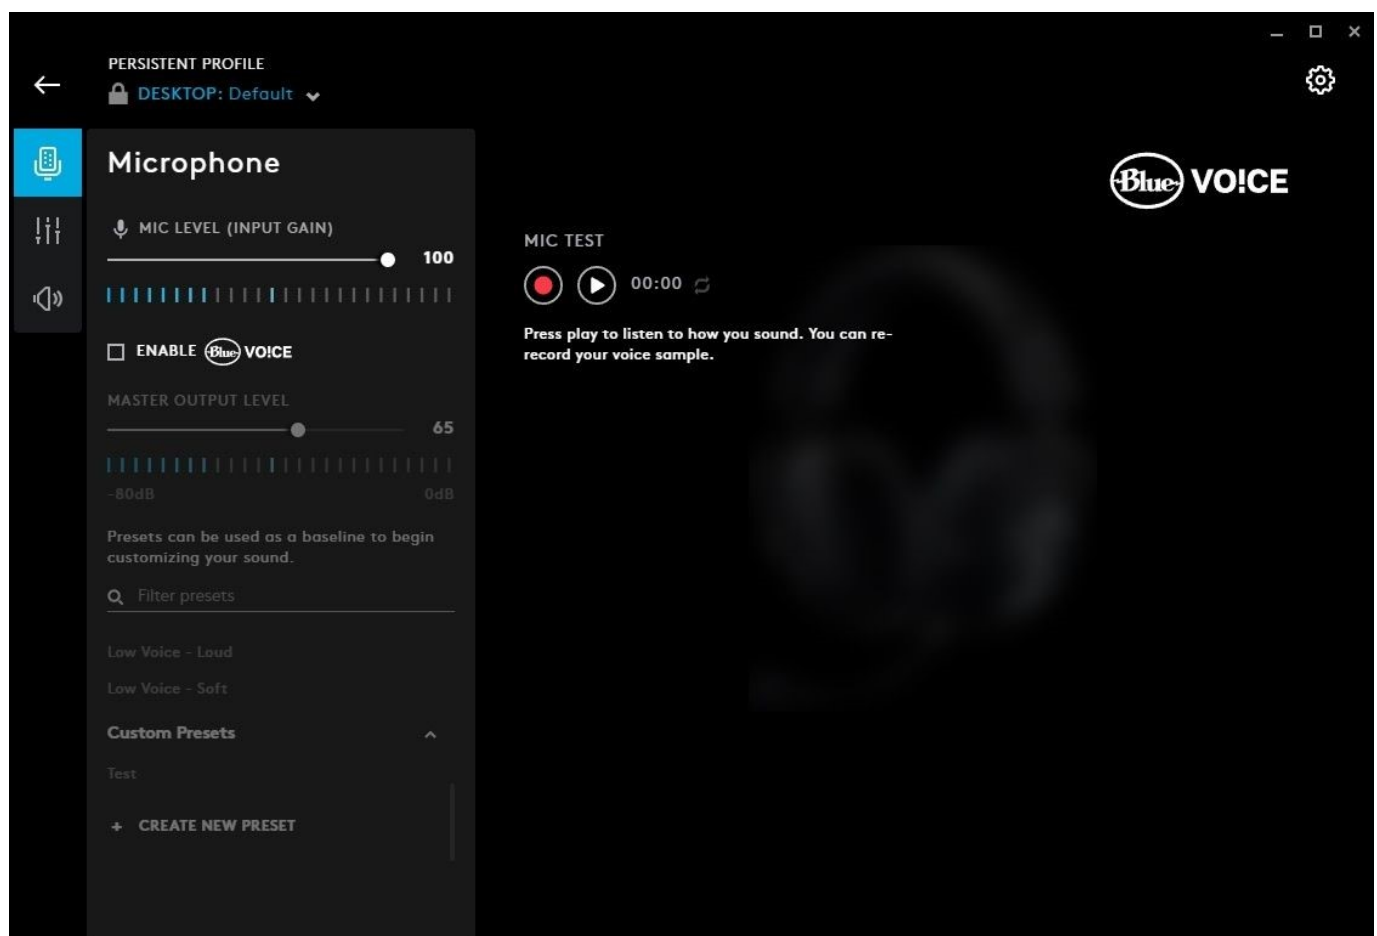 PERSISTENT PROFILE
DESKTOP: Default
Microphone
MIC LEVEL (INPUT GAIN)
100
ENABLE Blue VO!CE
MASTER OUTPUT LEVEL
65
-80dB
0dB
Presets can be used as a baseline to begin
customizing your sound.
Filter presets
Low Voice - Loud
Low Voice - Soft
Custom Presets
Test
+ CREATE NEW PRESET
Blue VO!CE
MIC TEST
00:00
Press play to listen to how you sound. You can re-
record your voice sample.